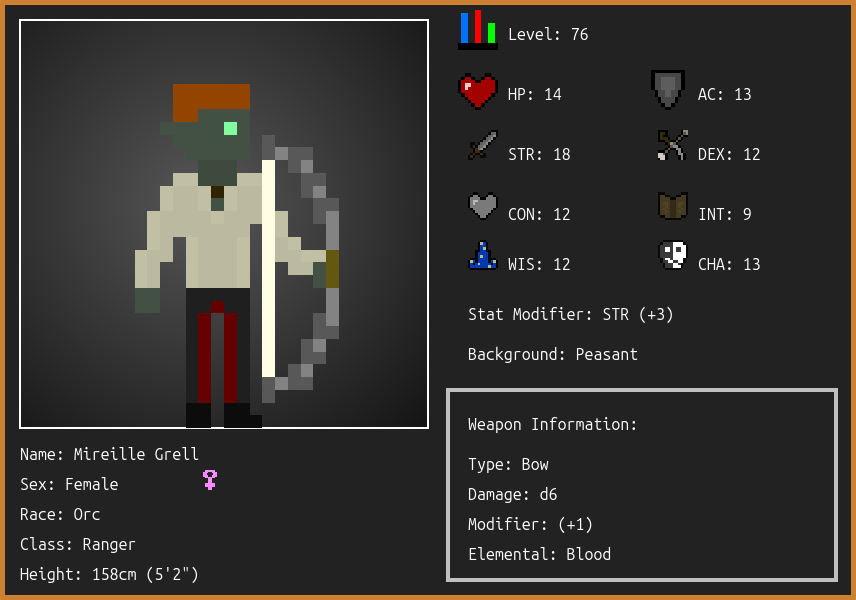 Level: 76
HP: 14
AC: 13
STR: 18
DEX: 12
CON: 12
INT: 9
WIS: 12
CHA: 13
Stat Modifier: STR (+3)
Background: Peasant
Weapon Information:
Type: Bow
Damage: d6
Modifier: (+1)
Elemental: Blood
Name: Mireille Grell
Sex: Female
Race: Orc
Class: Ranger
Height: 158cm (5'2")